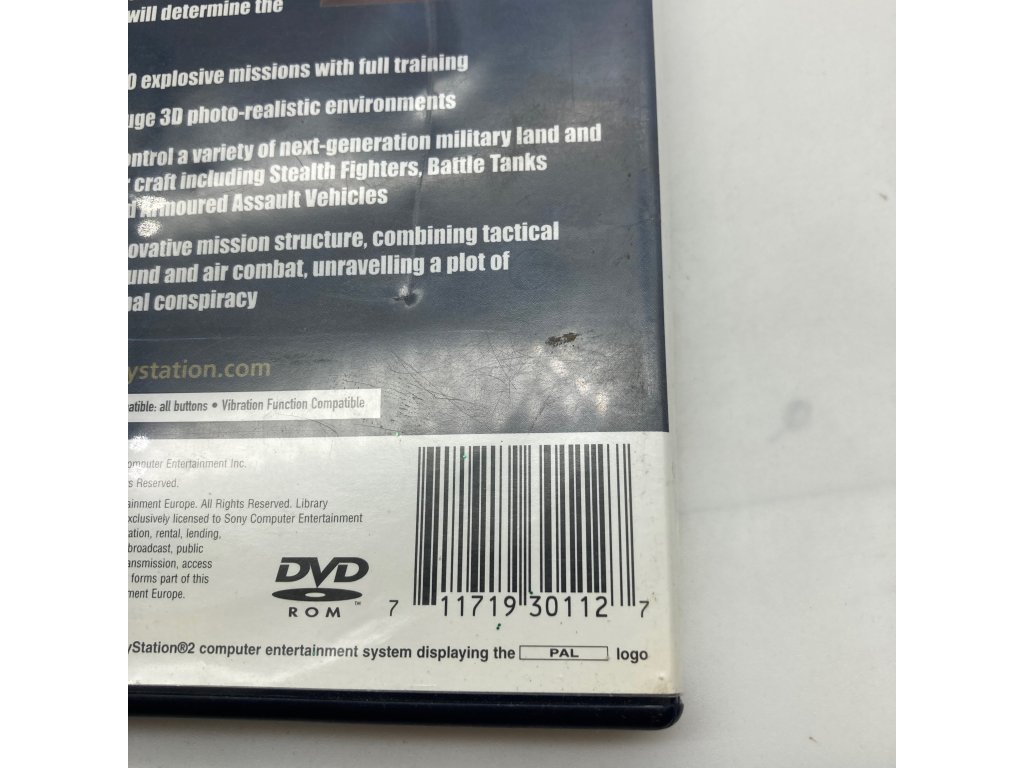 will determine the
0 explosive missions with full training
uge 3D photo-realistic environments
ontrol a variety of next-generation military land and
r craft including Stealth Fighters, Battle Tanks
d Armoured Assault Vehicles
ovative mission structure, combining tactical
und and air combat, unravelling a plot of
nal conspiracy
ystation.com
atible: all buttons • Vibration Function Compatible
omputer Entertainment Inc.
s Reserved.
ainment Europe. All Rights Reserved. Library
xclusively licensed to Sony Computer Entertainment
ation, rental, lending,
broadcast, public
ansmission, access
forms part of this
ment Europe.
DVD
ROM ™
7 11719 30112 7
yStation®2 computer entertainment system displaying the PAL logo